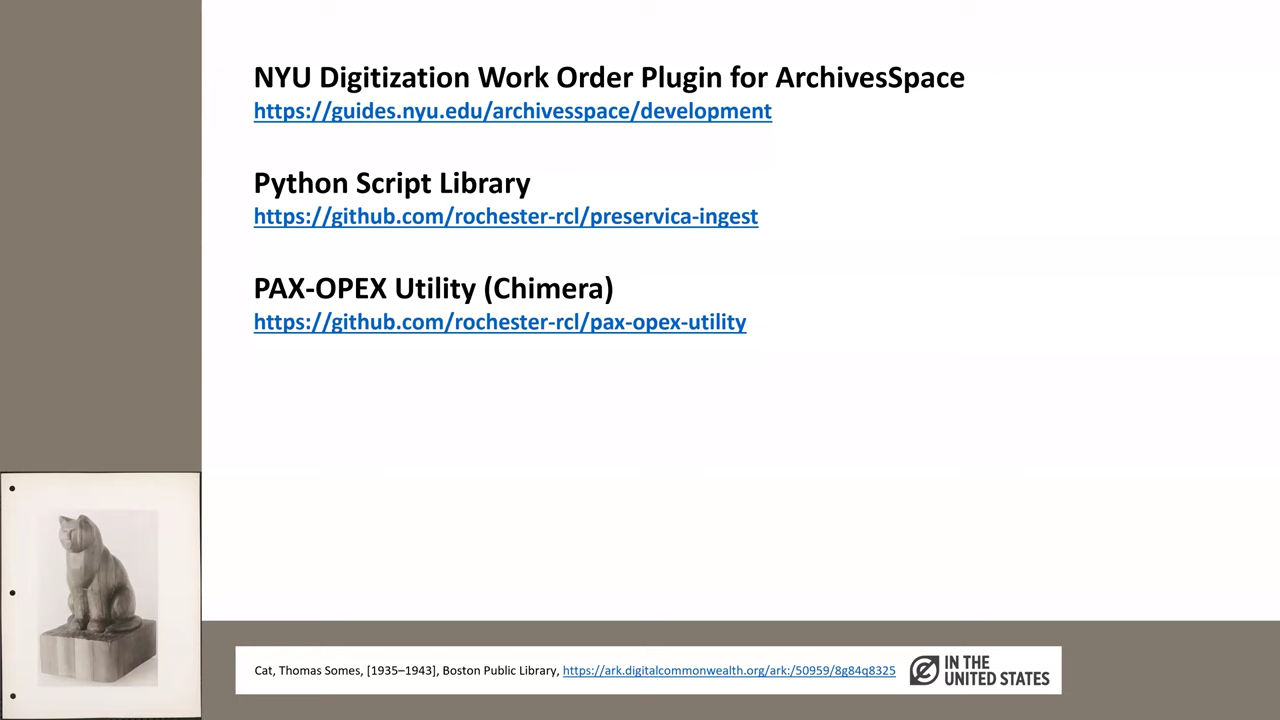 NYU Digitization Work Order Plugin for ArchivesSpace
https://guides.nyu.edu/archivesspace/development
Python Script Library
https://github.com/rochester-rcl/preservica-ingest
PAX-OPEX Utility (Chimera)
https://github.com/rochester-rcl/pax-opex-utility
Cat, Thomas Somes, [1935–1943], Boston Public Library, https://ark.digitalcommonwealth.org/ark:/50959/8g84q8325
IN THE
UNITED STATES